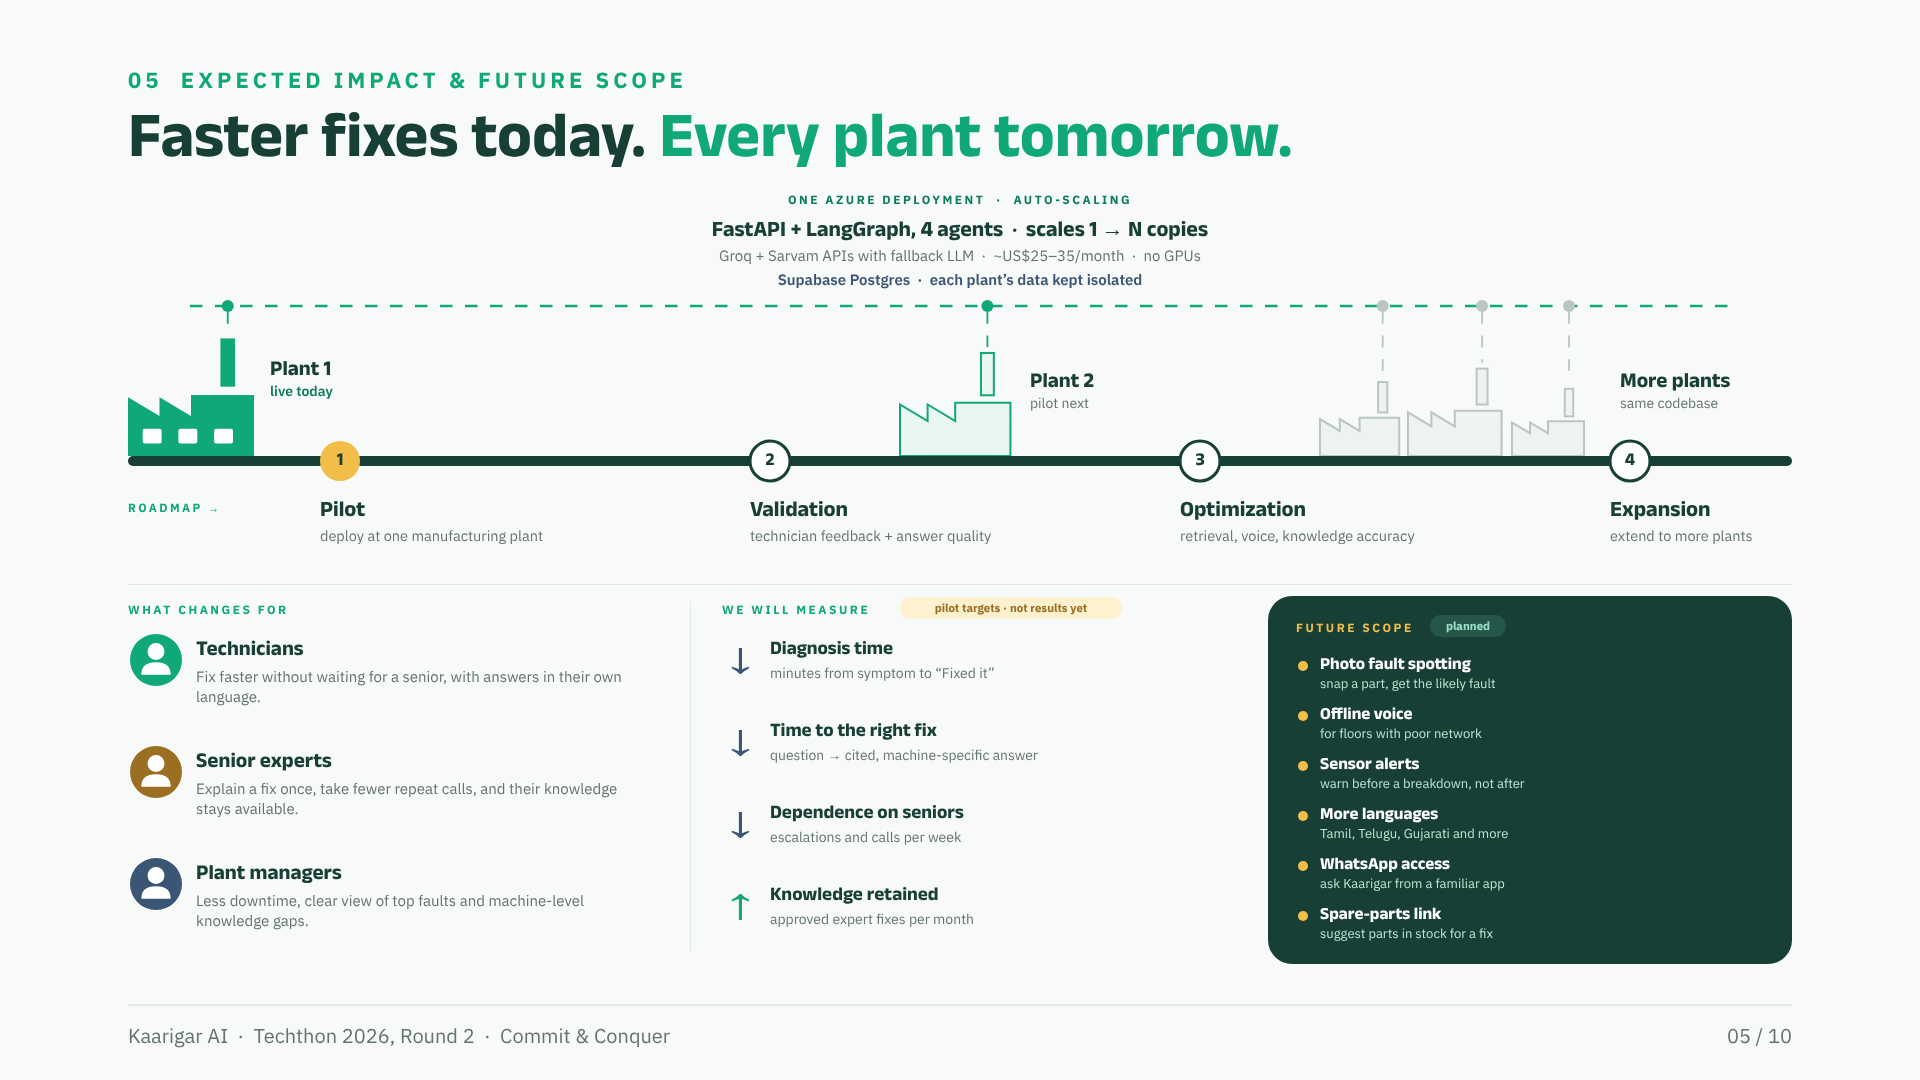 05 EXPECTED IMPACT & FUTURE SCOPE
Faster fixes today. Every plant tomorrow.
ONE AZURE DEPLOYMENT · AUTO-SCALING
FastAPI + LangGraph, 4 agents · scales 1 → N copies
Groq + Sarvam APIs with fallback LLM · ~US$25–35/month · no GPUs
Supabase Postgres · each plant’s data kept isolated
Plant 1
live today
Plant 2
pilot next
More plants
same codebase
1
2
3
4
ROADMAP →
Pilot
deploy at one manufacturing plant
Validation
technician feedback + answer quality
Optimization
retrieval, voice, knowledge accuracy
Expansion
extend to more plants
WHAT CHANGES FOR
Technicians
Fix faster without waiting for a senior, with answers in their own
language.
Senior experts
Explain a fix once, take fewer repeat calls, and their knowledge
stays available.
Plant managers
Less downtime, clear view of top faults and machine-level
knowledge gaps.
WE WILL MEASURE
pilot targets · not results yet
↓ Diagnosis time
minutes from symptom to “Fixed it”
↓ Time to the right fix
question → cited, machine-specific answer
↓ Dependence on seniors
escalations and calls per week
↑ Knowledge retained
approved expert fixes per month
FUTURE SCOPE
planned
Photo fault spotting
snap a part, get the likely fault
Offline voice
for floors with poor network
Sensor alerts
warn before a breakdown, not after
More languages
Tamil, Telugu, Gujarati and more
WhatsApp access
ask Kaarigar from a familiar app
Spare-parts link
suggest parts in stock for a fix
Kaarigar AI · Techthon 2026, Round 2 · Commit & Conquer
05 / 10